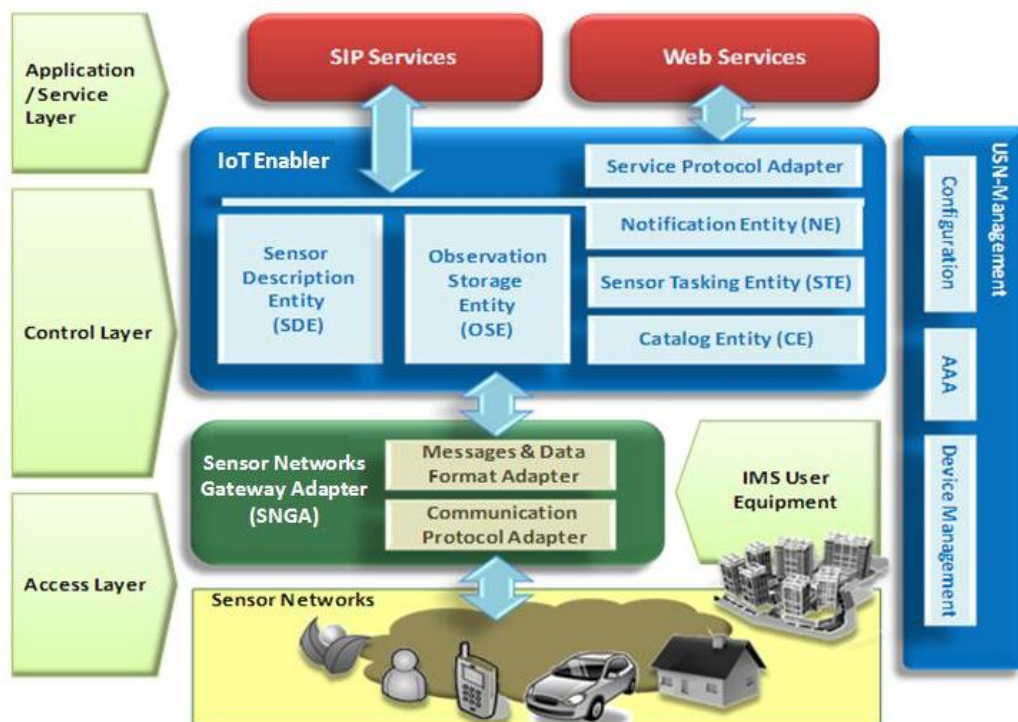 Application
/ Service
Layer
SIP Services
Web Services
IoT Enabler
Service Protocol Adapter
Notification Entity (NE)
Sensor
Description
Entity
(SDE)
Observation
Storage
Entity
(OSE)
Sensor Tasking Entity (STE)
Catalog Entity (CE)
Control Layer
USN-Management
Configuration
AAA
Device Management
Sensor Networks
Gateway Adapter
(SNGA)
Messages & Data
Format Adapter
Communication
Protocol Adapter
IMS User
Equipment
Access Layer
Sensor Networks